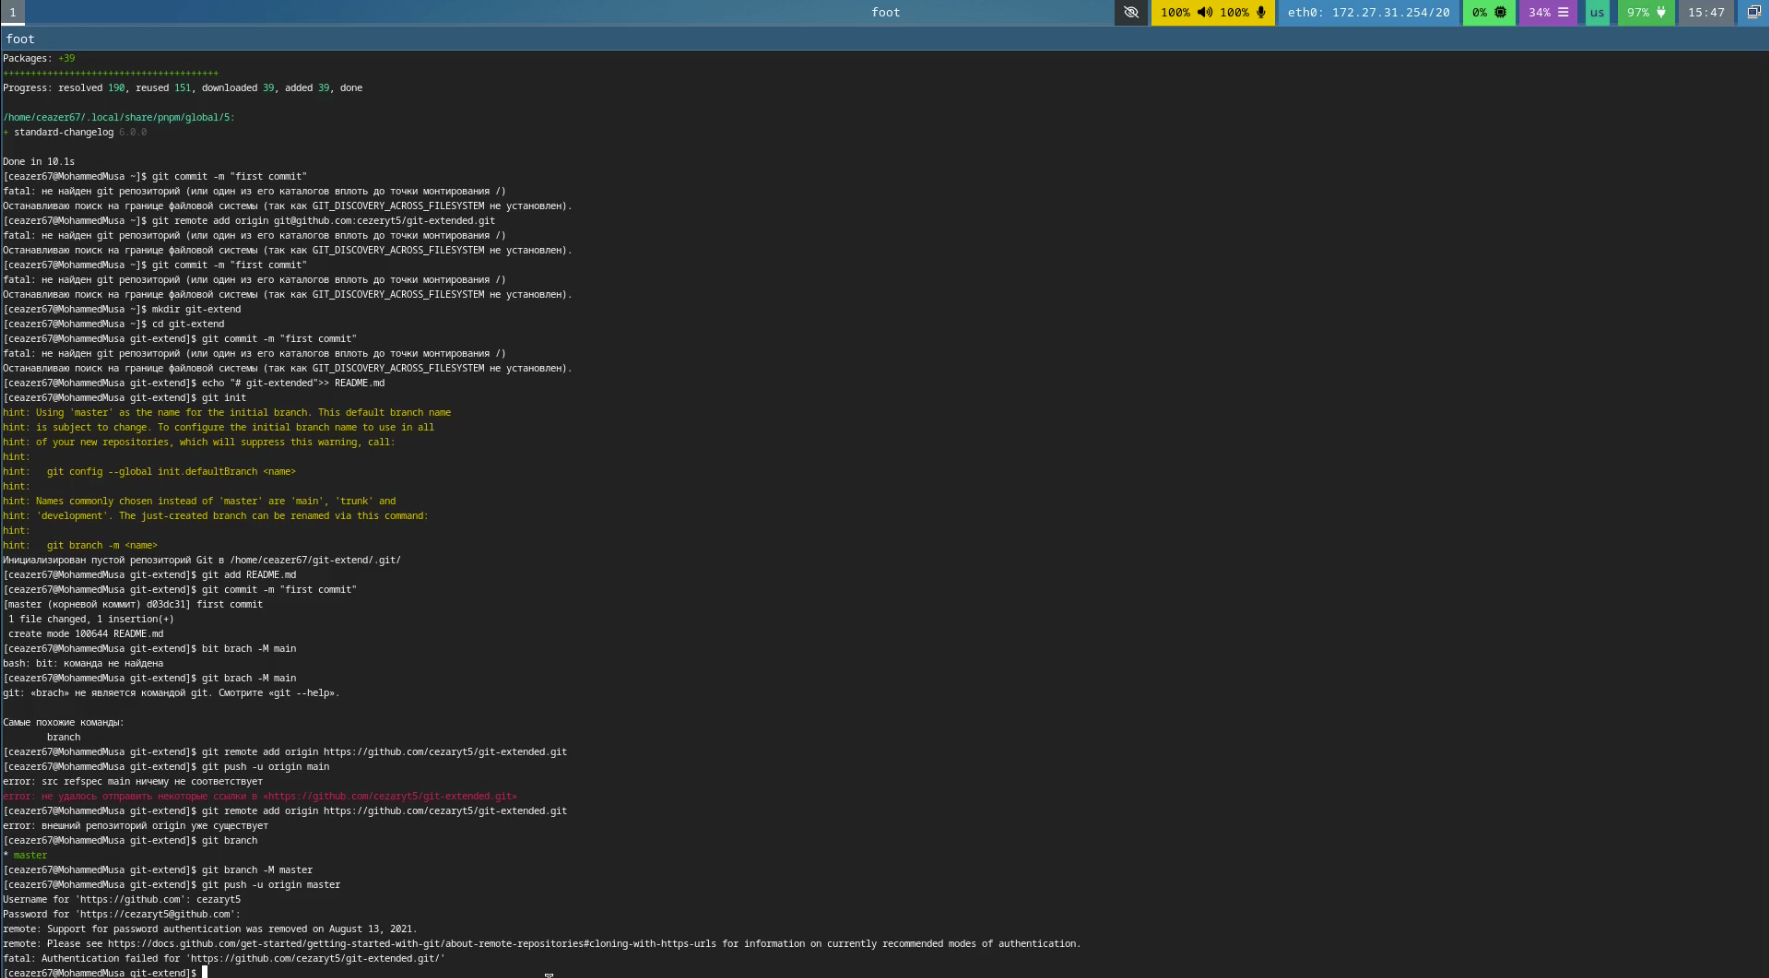 1
foot
100% 100%
eth0: 172.27.31.254/20
0%
34%
us
97%
15:47
foot
Packages: +39
+++++++++++++++++++++++++++++++++++++++
Progress: resolved 190, reused 151, downloaded 39, added 39, done
/home/ceazer67/.local/share/pnpm/global/5:
+ standard-changelog 6.0.0
Done in 10.1s
[ceazer67@MohammedMusa ~]$ git commit -m "first commit"
fatal: не найден git репозиторий (или один из его каталогов вплоть до точки монтирования /)
Останавливаю поиск на границе файловой системы (так как GIT_DISCOVERY_ACROSS_FILESYSTEM не установлен).
[ceazer67@MohammedMusa ~]$ git remote add origin git@github.com:cezeryt5/git-extended.git
fatal: не найден git репозиторий (или один из его каталогов вплоть до точки монтирования /)
Останавливаю поиск на границе файловой системы (так как GIT_DISCOVERY_ACROSS_FILESYSTEM не установлен).
[ceazer67@MohammedMusa ~]$ git commit -m "first commit"
fatal: не найден git репозиторий (или один из его каталогов вплоть до точки монтирования /)
Останавливаю поиск на границе файловой системы (так как GIT_DISCOVERY_ACROSS_FILESYSTEM не установлен).
[ceazer67@MohammedMusa ~]$ mkdir git-extend
[ceazer67@MohammedMusa ~]$ cd git-extend
[ceazer67@MohammedMusa git-extend]$ git commit -m "first commit"
fatal: не найден git репозиторий (или один из его каталогов вплоть до точки монтирования /)
Останавливаю поиск на границе файловой системы (так как GIT_DISCOVERY_ACROSS_FILESYSTEM не установлен).
[ceazer67@MohammedMusa git-extend]$ echo "# git-extended">> README.md
[ceazer67@MohammedMusa git-extend]$ git init
hint: Using 'master' as the name for the initial branch. This default branch name
hint: is subject to change. To configure the initial branch name to use in all
hint: of your new repositories, which will suppress this warning, call:
hint:
hint:   git config --global init.defaultBranch <name>
hint:
hint: Names commonly chosen instead of 'master' are 'main', 'trunk' and
hint: 'development'. The just-created branch can be renamed via this command:
hint:
hint:   git branch -m <name>
Инициализирован пустой репозиторий Git в /home/ceazer67/git-extend/.git/
[ceazer67@MohammedMusa git-extend]$ git add README.md
[ceazer67@MohammedMusa git-extend]$ git commit -m "first commit"
[master (корневой коммит) d03dc31] first commit
 1 file changed, 1 insertion(+)
 create mode 100644 README.md
[ceazer67@MohammedMusa git-extend]$ bit brach -M main
bash: bit: команда не найдена
[ceazer67@MohammedMusa git-extend]$ git brach -M main
git: «brach» не является командой git. Смотрите «git --help».
Самые похожие команды:
        branch
[ceazer67@MohammedMusa git-extend]$ git remote add origin https://github.com/cezaryt5/git-extended.git
[ceazer67@MohammedMusa git-extend]$ git push -u origin main
error: src refspec main ничему не соответствует
error: не удалось отправить некоторые ссылки в «https://github.com/cezaryt5/git-extended.git»
[ceazer67@MohammedMusa git-extend]$ git remote add origin https://github.com/cezaryt5/git-extended.git
error: внешний репозиторий origin уже существует
[ceazer67@MohammedMusa git-extend]$ git branch
* master
[ceazer67@MohammedMusa git-extend]$ git branch -M master
[ceazer67@MohammedMusa git-extend]$ git push -u origin master
Username for 'https://github.com': cezaryt5
Password for 'https://cezaryt5@github.com':
remote: Support for password authentication was removed on August 13, 2021.
remote: Please see https://docs.github.com/get-started/getting-started-with-git/about-remote-repositories#cloning-with-https-urls for information on currently recommended modes of authentication.
fatal: Authentication failed for 'https://github.com/cezaryt5/git-extended.git/'
[ceazer67@MohammedMusa git-extend]$